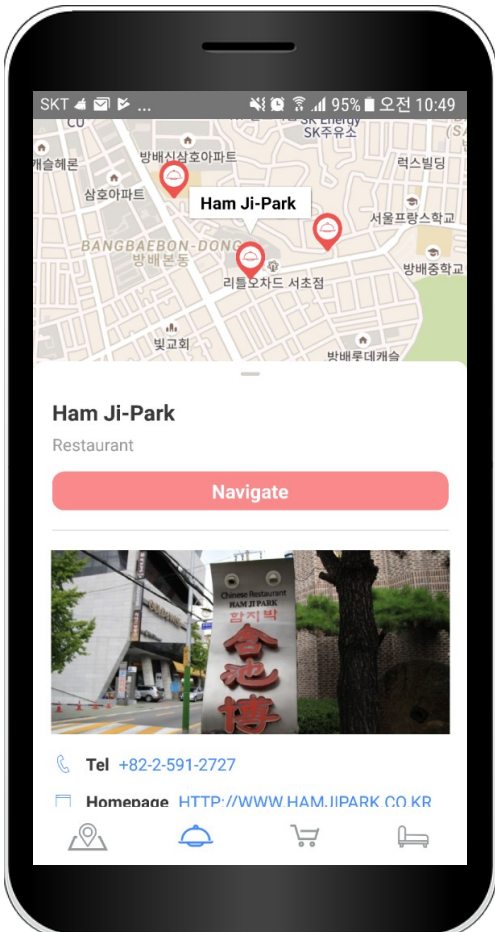 SKT ... 95% 오전 10:49
CO
SK Energy
SK주유소
캐슬헤론
방배신삼호아파트
럭스빌딩
삼호아파트
Ham Ji-Park
서울프랑스학교
BANGBAEBON-DONG
방배본동
방배중학교
리틀오차드 서초점
빛교회
방배롯데캐슬
Ham Ji-Park
Restaurant
Navigate
Chinese Restaurant
HAM JI PARK
함지박
含
池
博
Tel +82-2-591-2727
Homepage HTTP://WWW.HAMJIPARK.CO.KR